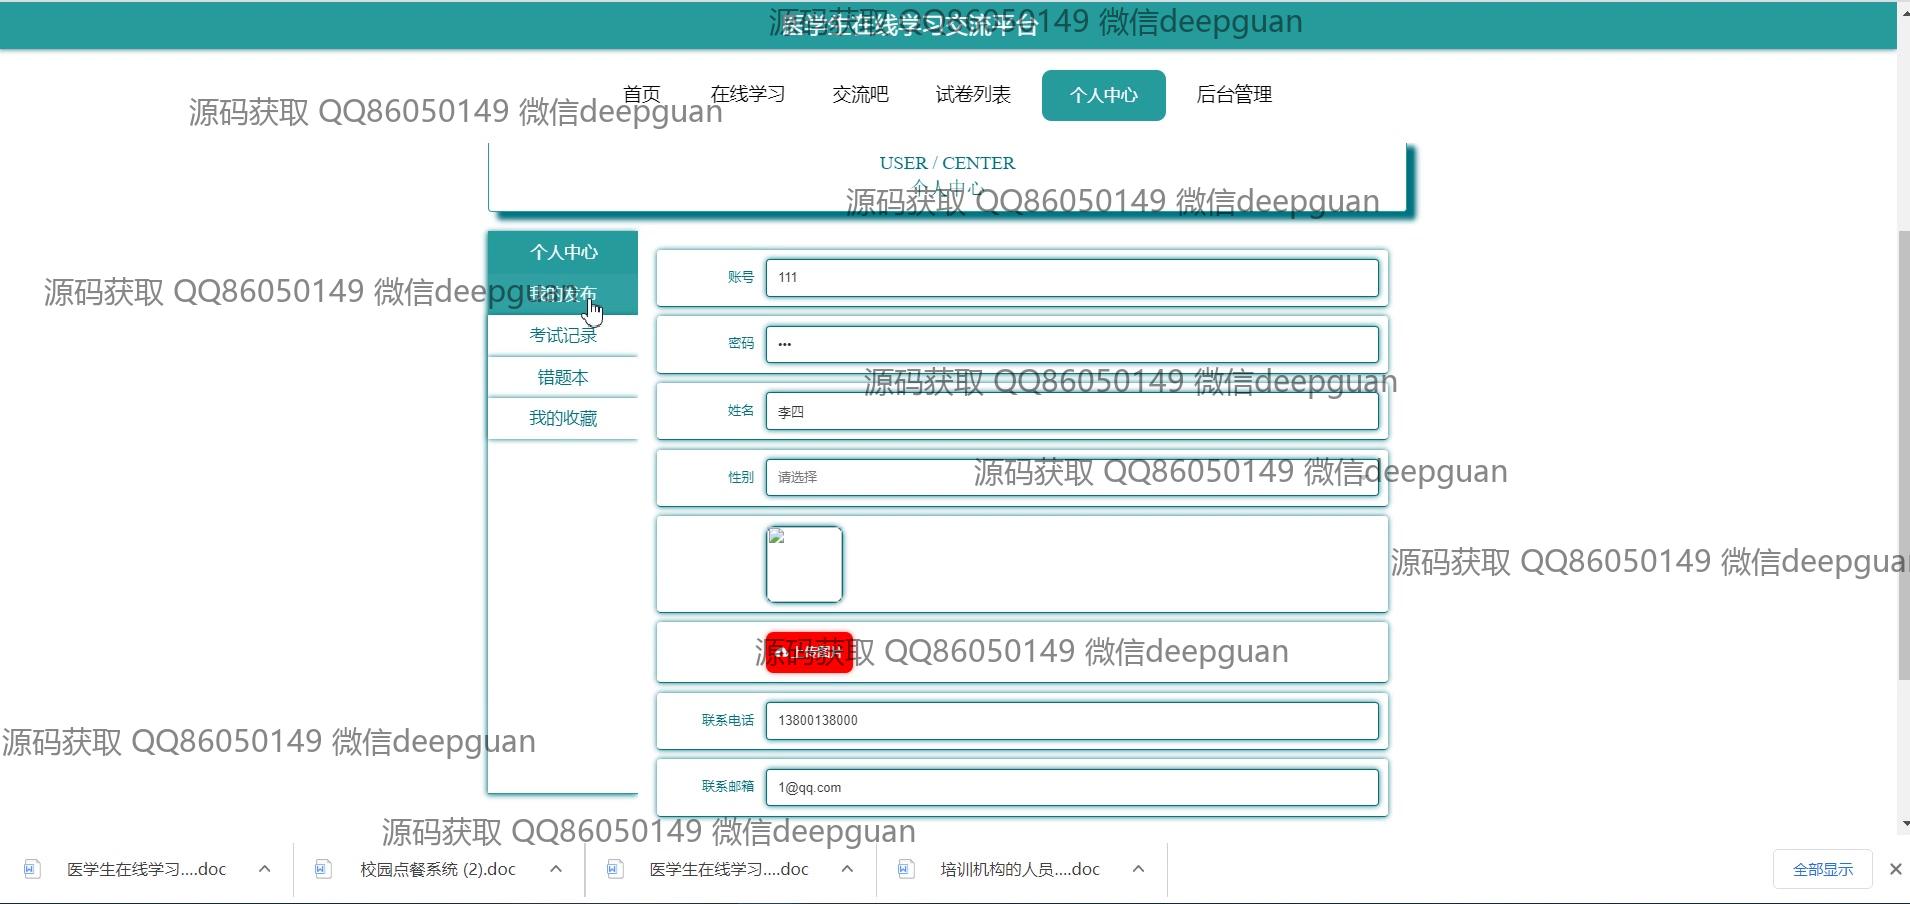 医学生在线学习交流平台
源码获取 QQ86050149 微信deepguan
首页 在线学习 交流吧 试卷列表 个人中心 后台管理
源码获取 QQ86050149 微信deepguan
USER / CENTER
个人中心
源码获取 QQ86050149 微信deepguan
个人中心
我的发布
考试记录
错题本
我的收藏
源码获取 QQ86050149 微信deepguan
账号 111
密码 •••
源码获取 QQ86050149 微信deepguan
姓名 李四
性别 请选择
源码获取 QQ86050149 微信deepguan
源码获取 QQ86050149 微信deepgua
上传图片
源码获取 QQ86050149 微信deepguan
联系电话 13800138000
源码获取 QQ86050149 微信deepguan
联系邮箱 1@qq.com
源码获取 QQ86050149 微信deepguan
医学生在线学习....doc 校园点餐系统 (2).doc 医学生在线学习....doc 培训机构的人员....doc 全部显示